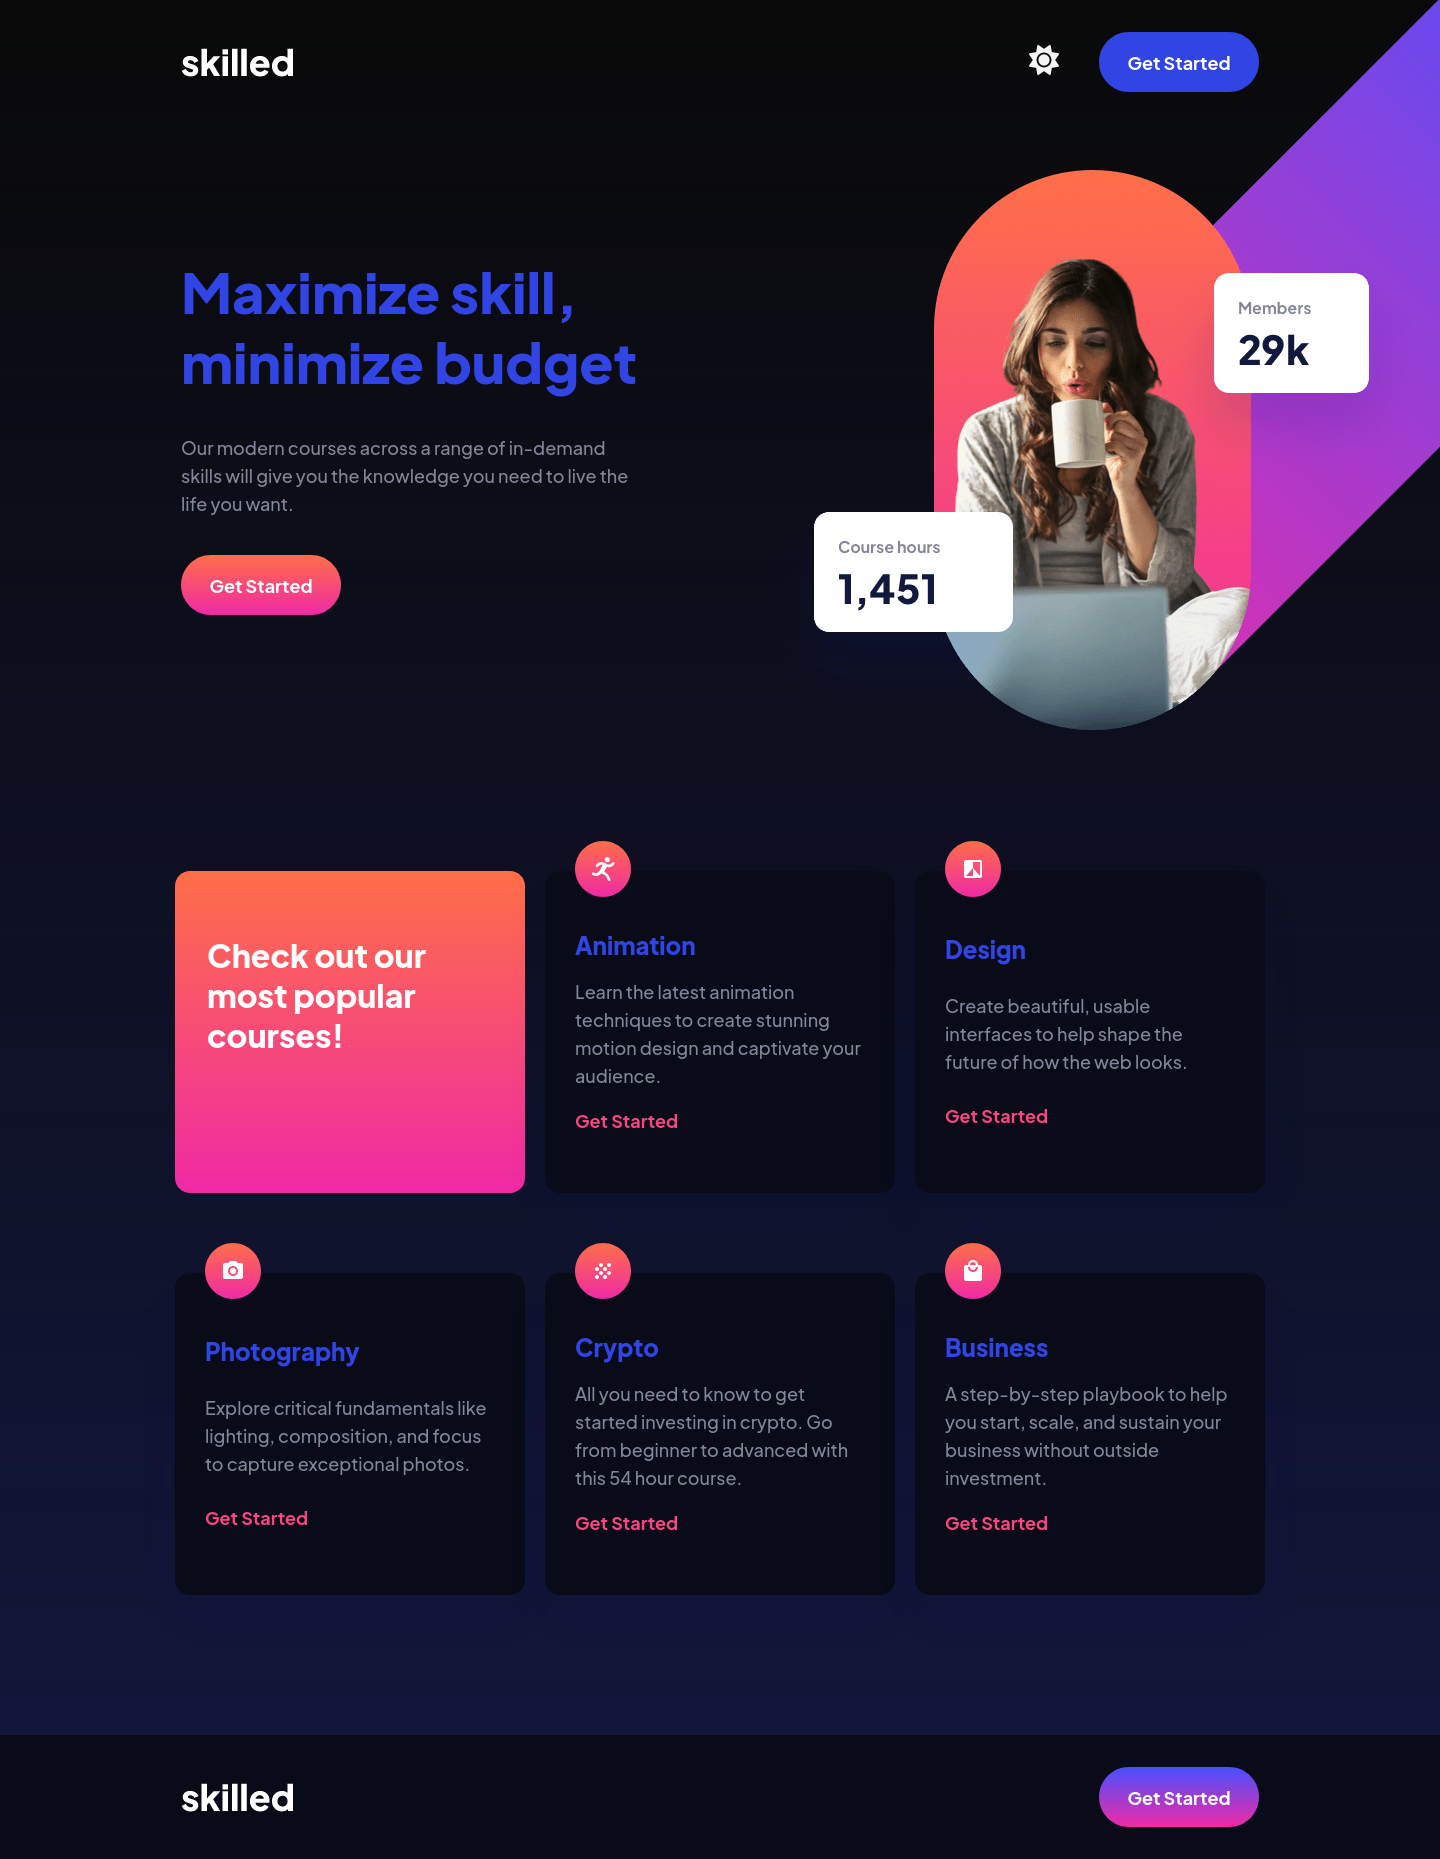 skilled
Get Started
Maximize skill,
minimize budget
Our modern courses across a range of in-demand
skills will give you the knowledge you need to live the
life you want.
Get Started
Members
29k
Course hours
1,451
Check out our
most popular
courses!
Animation
Learn the latest animation
techniques to create stunning
motion design and captivate your
audience.
Get Started
Design
Create beautiful, usable
interfaces to help shape the
future of how the web looks.
Get Started
Photography
Explore critical fundamentals like
lighting, composition, and focus
to capture exceptional photos.
Get Started
Crypto
All you need to know to get
started investing in crypto. Go
from beginner to advanced with
this 54 hour course.
Get Started
Business
A step-by-step playbook to help
you start, scale, and sustain your
business without outside
investment.
Get Started
skilled
Get Started